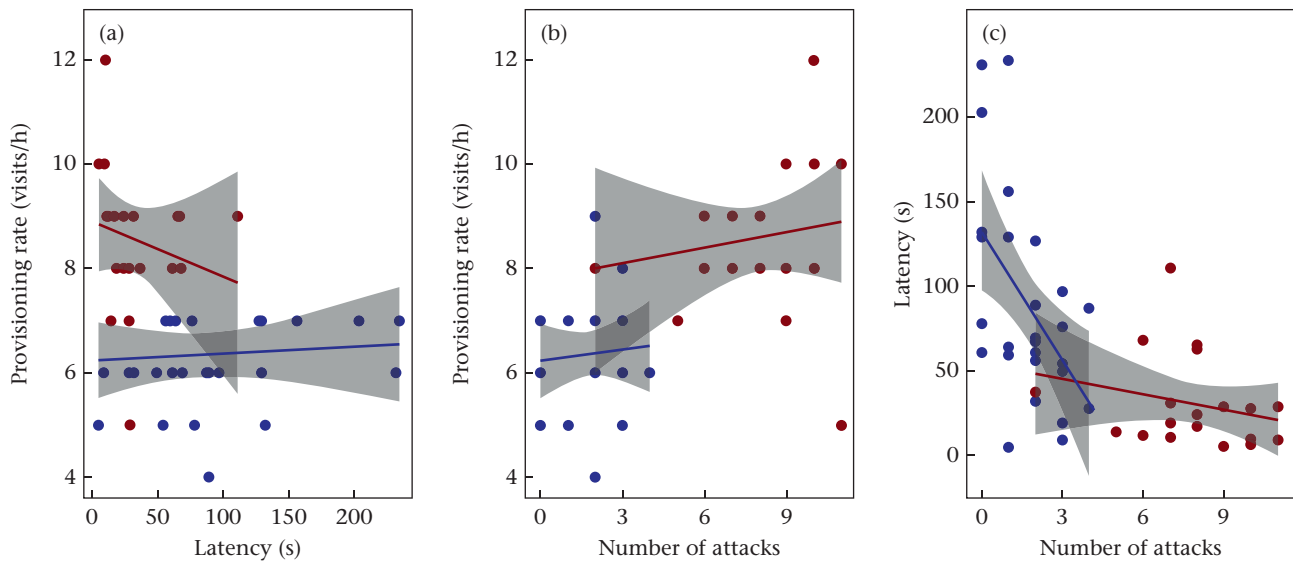 (a)
12
10
8
6
4
Provisioning rate (visits/h)
0 50 100 150 200
Latency (s)
(b)
12
10
8
6
4
Provisioning rate (visits/h)
0 3 6 9
Number of attacks
(c)
200
150
100
50
0
Latency (s)
0 3 6 9
Number of attacks